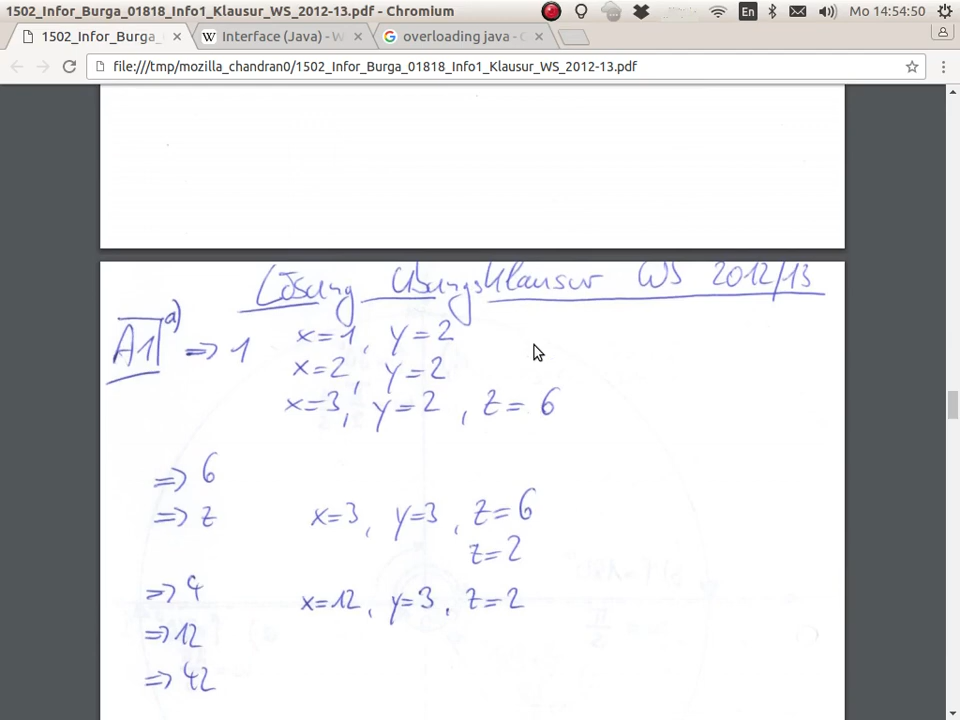 1502_Infor_Burga_01818_Info1_Klausur_WS_2012-13.pdf - Chromium
En
Mo 14:54:50
1502_Infor_Burga_
Interface (Java) - W
overloading java - G
file:///tmp/mozilla_chandran0/1502_Infor_Burga_01818_Info1_Klausur_WS_2012-13.pdf
Lösung Übungsklausur WS 2012/13
A1 a) => 1 x=1, y=2
x=2, y=2
x=3, y=2, z=6
=> 6
=> z x=3, y=3, z=6
z=2
=> 4 x=12, y=3, z=2
=> 12
=> 42